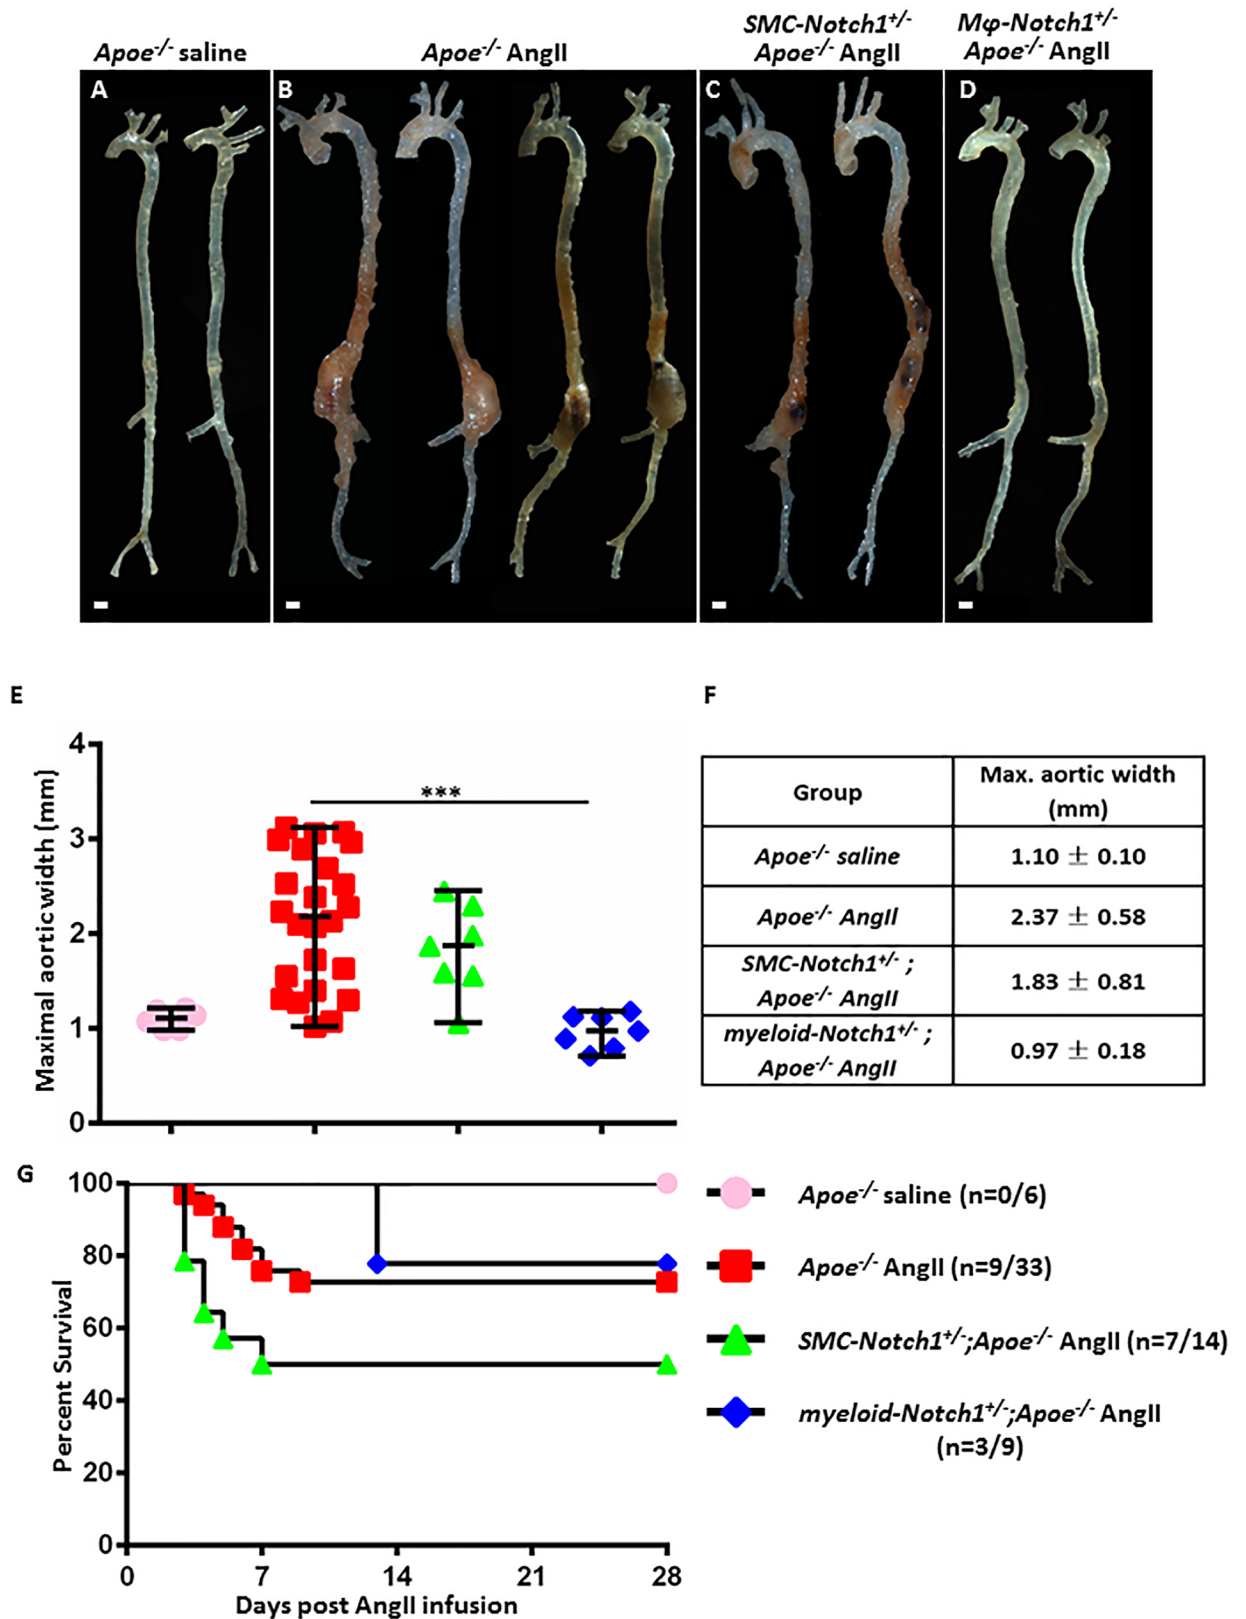 Apoe-/- saline
Apoe-/- AngII
SMC-Notch1+/-
Apoe-/- AngII
Mφ-Notch1+/-
Apoe-/- AngII
A
B
C
D
E
Maximal aorticwidth (mm)
4
3
2
1
0
***
F
Group
Max. aortic width
(mm)
Apoe-/- saline
1.10 ± 0.10
Apoe-/- AngII
2.37 ± 0.58
SMC-Notch1+/- ;
Apoe-/- AngII
1.83 ± 0.81
myeloid-Notch1+/- ;
Apoe-/- AngII
0.97 ± 0.18
G
Percent Survival
100
80
60
40
20
0
0
7
14
21
28
Days post AngII infusion
Apoe-/- saline (n=0/6)
Apoe-/- AngII (n=9/33)
SMC-Notch1+/-;Apoe-/- AngII (n=7/14)
myeloid-Notch1+/-;Apoe-/- AngII
(n=3/9)